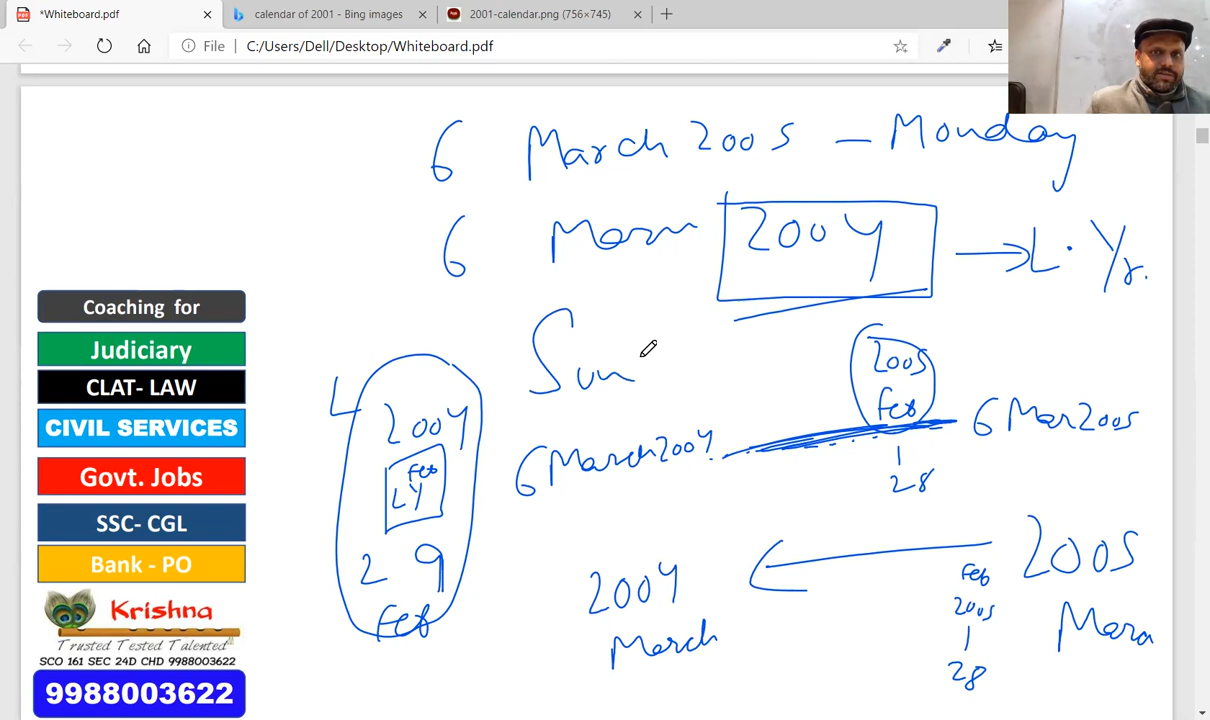 *Whiteboard.pdf
calendar of 2001 - Bing images
2001-calendar.png (756×745)
File
C:/Users/Dell/Desktop/Whiteboard.pdf
6 March 2005 – Monday
6 2004 → L. Yr.
Sun
2005
Feb
28
6 March 2004
6 Mar 2005
L
2004
Feb
LY
29
Feb
2004
March
Feb
2005
28
2005
Coaching for
Judiciary
CLAT- LAW
CIVIL SERVICES
Govt. Jobs
SSC- CGL
Bank - PO
Krishna
Trusted Tested Talented
SCO 161 SEC 24D CHD 9988003622
9988003622